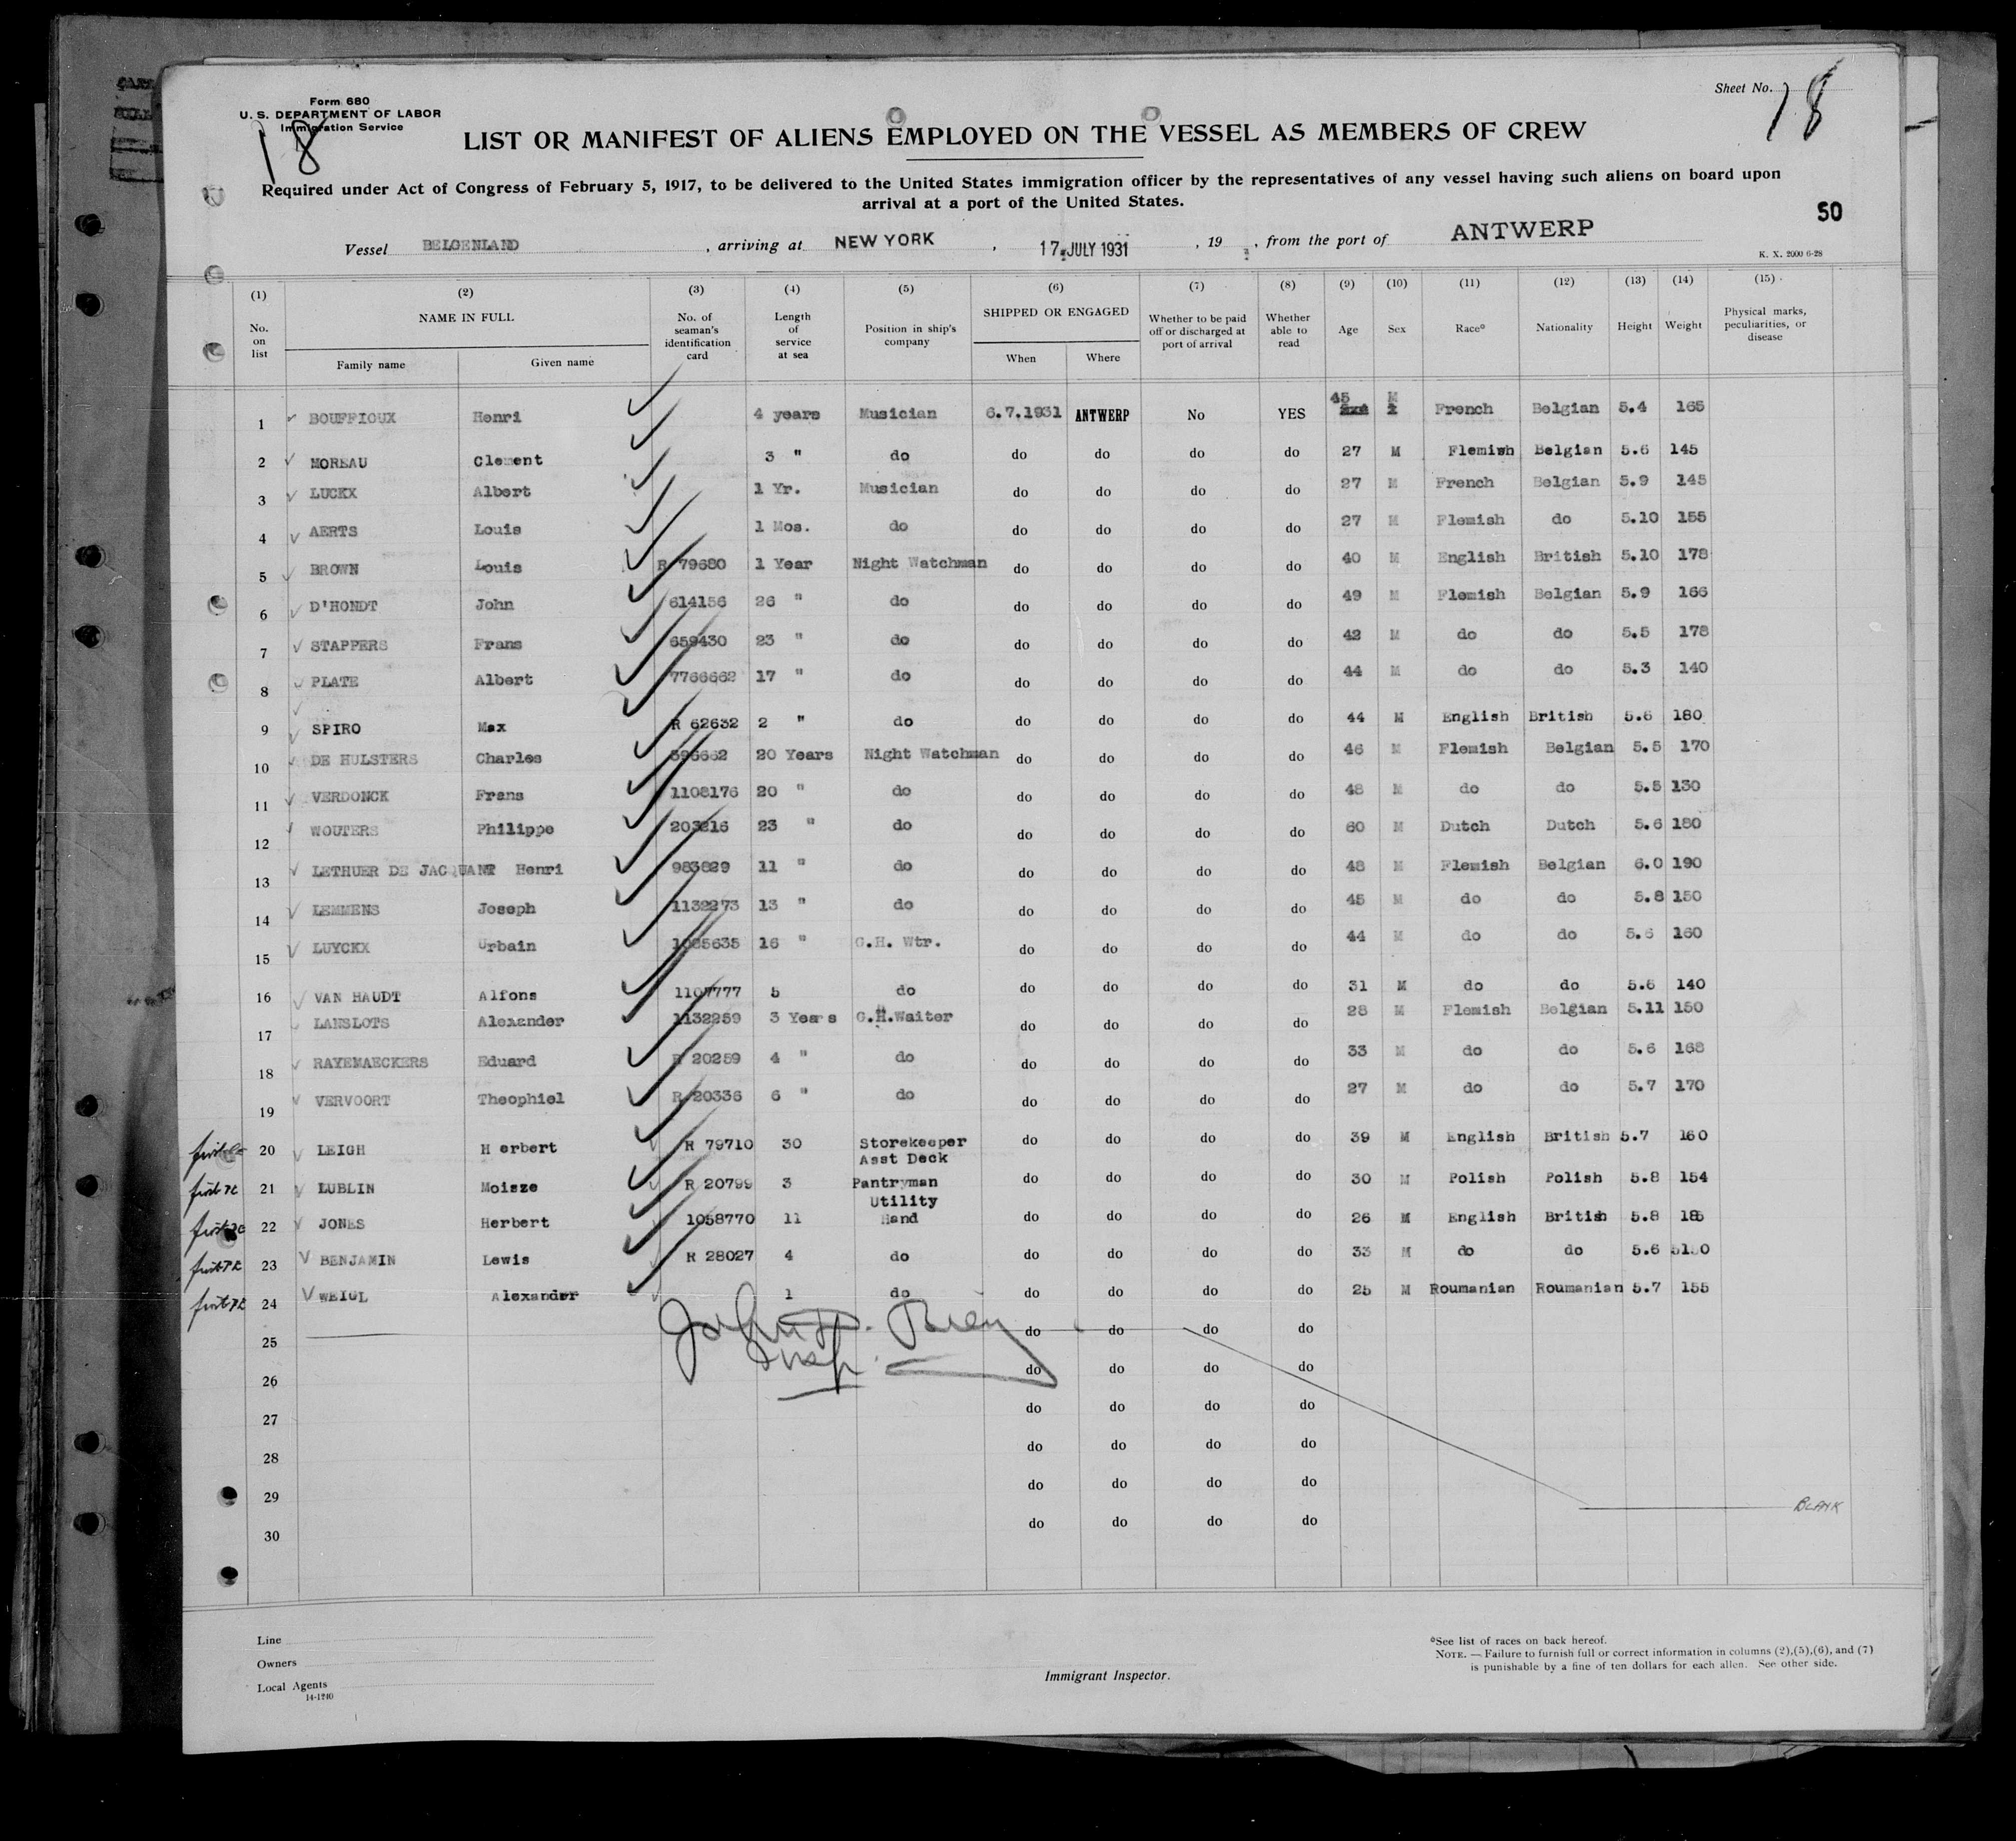 Form 680
U. S. DEPARTMENT OF LABOR
Immigration Service
18
Sheet No. 18
LIST OR MANIFEST OF ALIENS EMPLOYED ON THE VESSEL AS MEMBERS OF CREW
Required under Act of Congress of February 5, 1917, to be delivered to the United States immigration officer by the representatives of any vessel having such aliens on board upon
arrival at a port of the United States.
50
Vessel BELGENLAND, arriving at NEW YORK, 17 JULY 1931, 19 , from the port of ANTWERP
K. X. 2000 6-28
(1) (2) (3) (4) (5) (6) (7) (8) (9) (10) (11) (12) (13) (14) (15)
No. on list NAME IN FULL Family name Given name No. of seaman's identification card Length of service at sea Position in ship's company SHIPPED OR ENGAGED When Where Whether to be paid off or discharged at port of arrival Whether able to read Age Sex Race* Nationality Height Weight Physical marks, peculiarities, or disease
1 BOUFFIOUX Henri 4 years Musician 6.7.1931 ANTWERP No YES 45 M French Belgian 5.4 165
2 MOREAU Clement 3 " do do do do do 27 M Flemish Belgian 5.6 145
3 LUCKX Albert 1 Yr. Musician do do do do 27 M French Belgian 5.9 145
4 AERTS Louis 1 Mos. do do do do do 27 M Flemish do 5.10 155
5 BROWN Louis R 79680 1 Year Night Watchman do do do do 40 M English British 5.10 178
6 D'HONDT John 614156 26 " do do do do do 49 M Flemish Belgian 5.9 166
7 STAPPERS Frans 659430 23 " do do do do do 42 M do do 5.5 178
8 PLATE Albert 7766662 17 " do do do do do 44 M do do 5.3 140
9 SPIRO Max R 62632 2 " do do do do do 44 M English British 5.6 180
10 DE HULSTERS Charles 596662 20 Years Night Watchman do do do do 46 M Flemish Belgian 5.5 170
11 VERDONCK Frans 1108176 20 " do do do do do 48 M do do 5.5 130
12 WOUTERS Philippe 203216 23 " do do do do do 60 M Dutch Dutch 5.6 180
13 LETHUER DE JACQUANT Henri 983829 11 " do do do do do 48 M Flemish Belgian 6.0 190
14 LEMMENS Joseph 1132273 13 " do do do do do 45 M do do 5.8 150
15 LUYCKX Urbain 1085635 16 " G.H. Wtr. do do do do 44 M do do 5.6 160
16 VAN HAUDT Alfons 1107777 5 do do do do do 31 M do do 5.6 140
17 LANSLOTS Alexander 1132259 3 Years G.H.Waiter do do do do 28 M Flemish Belgian 5.11 150
18 RAYEMAECKERS Eduard R 20259 4 " do do do do do 33 M do do 5.6 168
19 VERVOORT Theophiel R 20336 6 " do do do do do 27 M do do 5.7 170
20 LEIGH H erbert R 79710 30 Storekeeper do do do do 39 M English British 5.7 160
21 LUBLIN Moisze R 20799 3 Asst Deck Pantryman do do do do 30 M Polish Polish 5.8 154
22 JONES Herbert 1058770 11 Utility Hand do do do do 26 M English British 5.8 185
23 BENJAMIN Lewis R 28027 4 do do do do do 33 M do do 5.6
24 WEIGL Alexander 1 do do do do do 25 M Roumanian Roumanian 5.7 155
25 do do do do
26 do do do do
27 do do do do
28 do do do do
29 do do do do
30 do do do do
Insp.
BLANK
Line
Owners
Local Agents
14-1240
Immigrant Inspector.
*See list of races on back hereof.
NOTE. — Failure to furnish full or correct information in columns (2),(5),(6), and (7)
is punishable by a fine of ten dollars for each alien. See other side.